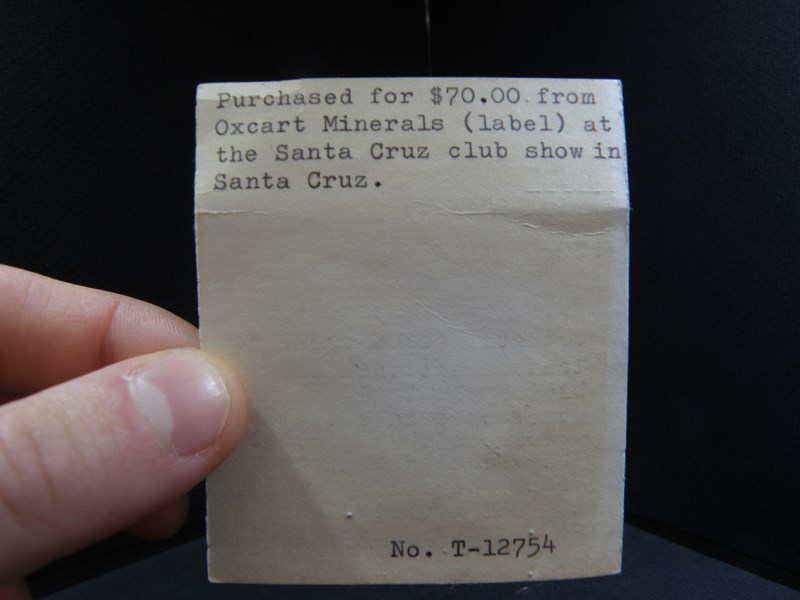 Purchased for $70.00 from
Oxcart Minerals (label) at
the Santa Cruz club show in
Santa Cruz.
No. T-12754